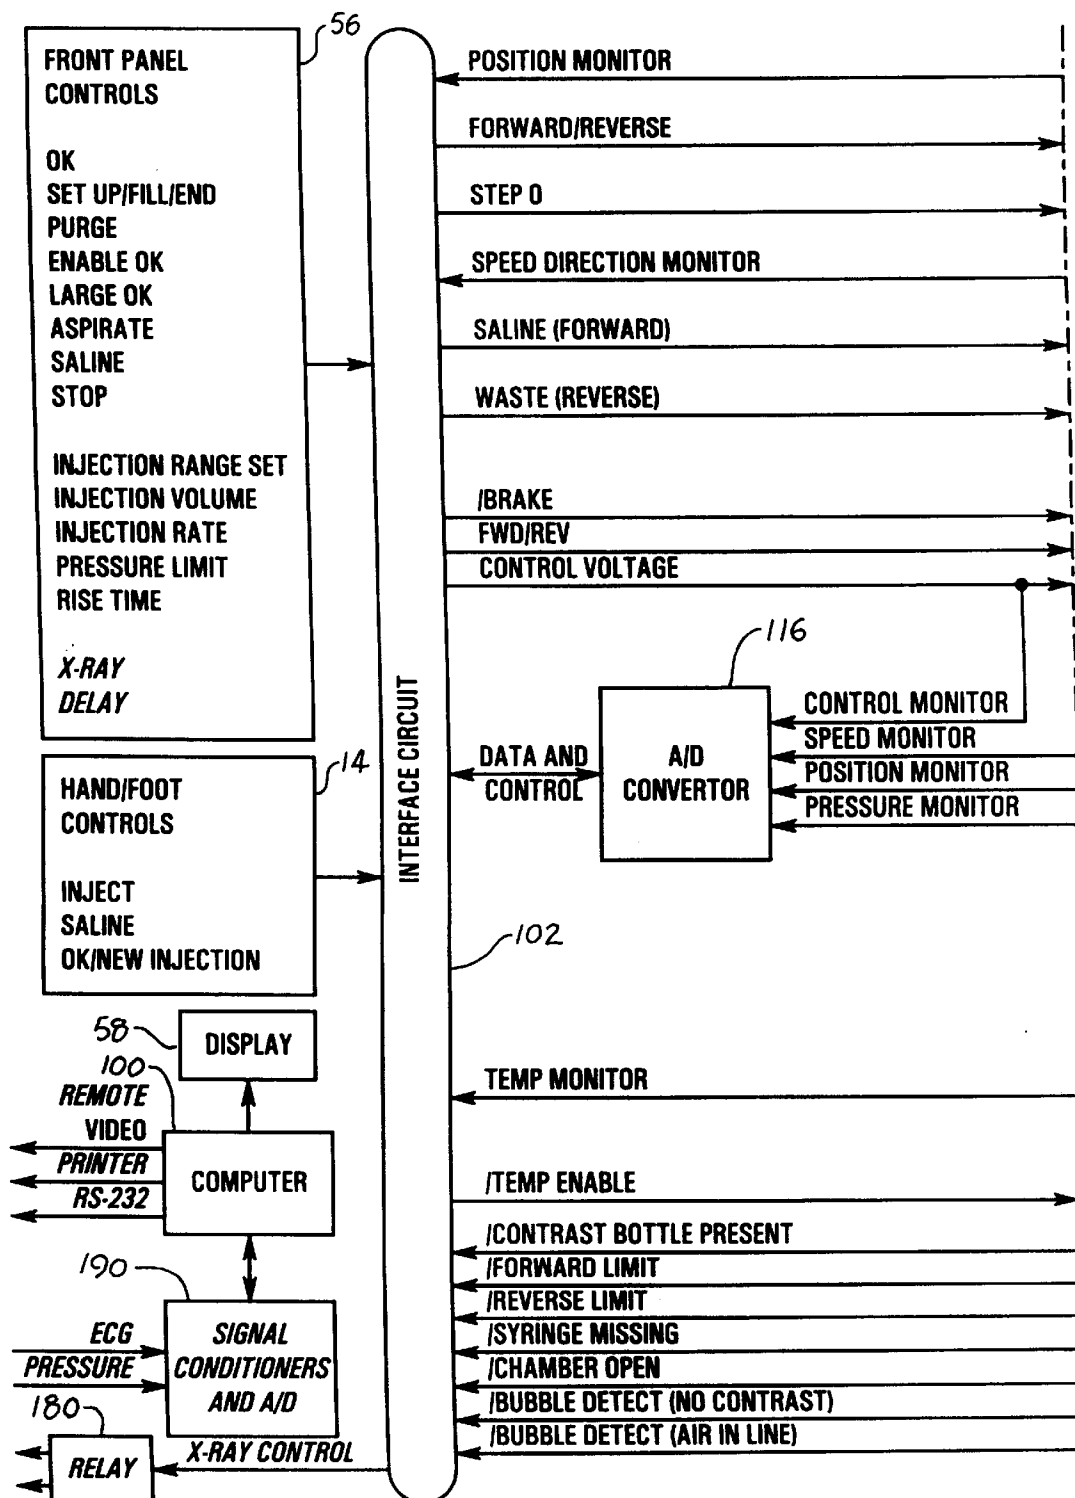 56
FRONT PANEL
CONTROLS
OK
SET UP/FILL/END
PURGE
ENABLE OK
LARGE OK
ASPIRATE
SALINE
STOP
INJECTION RANGE SET
INJECTION VOLUME
INJECTION RATE
PRESSURE LIMIT
RISE TIME
X-RAY
DELAY
14
HAND/FOOT
CONTROLS
INJECT
SALINE
OK/NEW INJECTION
58
DISPLAY
100
REMOTE
VIDEO
PRINTER
RS-232
COMPUTER
190
ECG
PRESSURE
SIGNAL
CONDITIONERS
AND A/D
180
RELAY
X-RAY CONTROL
INTERFACE CIRCUIT
102
POSITION MONITOR
FORWARD/REVERSE
STEP 0
SPEED DIRECTION MONITOR
SALINE (FORWARD)
WASTE (REVERSE)
/BRAKE
FWD/REV
CONTROL VOLTAGE
116
DATA AND
CONTROL
A/D
CONVERTOR
CONTROL MONITOR
SPEED MONITOR
POSITION MONITOR
PRESSURE MONITOR
TEMP MONITOR
/TEMP ENABLE
/CONTRAST BOTTLE PRESENT
/FORWARD LIMIT
/REVERSE LIMIT
/SYRINGE MISSING
/CHAMBER OPEN
/BUBBLE DETECT (NO CONTRAST)
/BUBBLE DETECT (AIR IN LINE)